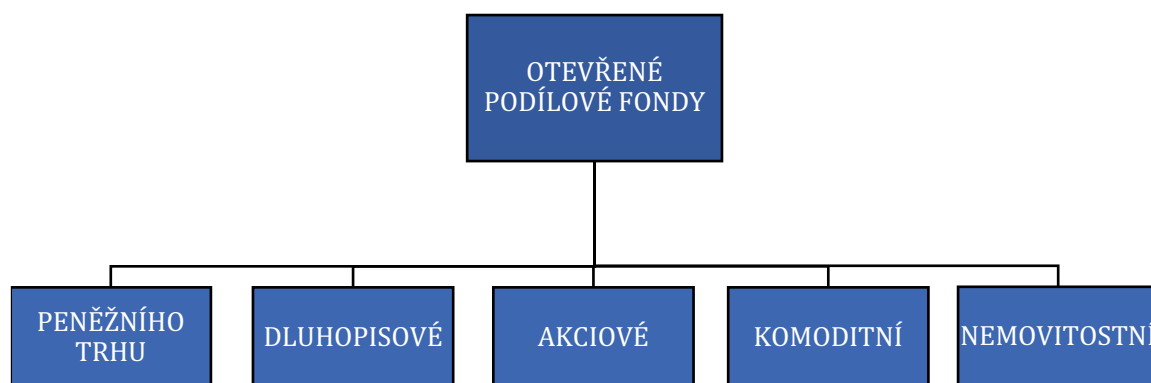 OTEVŘENÉ
PODÍLOVÉ FONDY
PENĚŽNÍHO
TRHU
DLUHOPISOVÉ
AKCIOVÉ
KOMODITNÍ
NEMOVITOSTNÍ